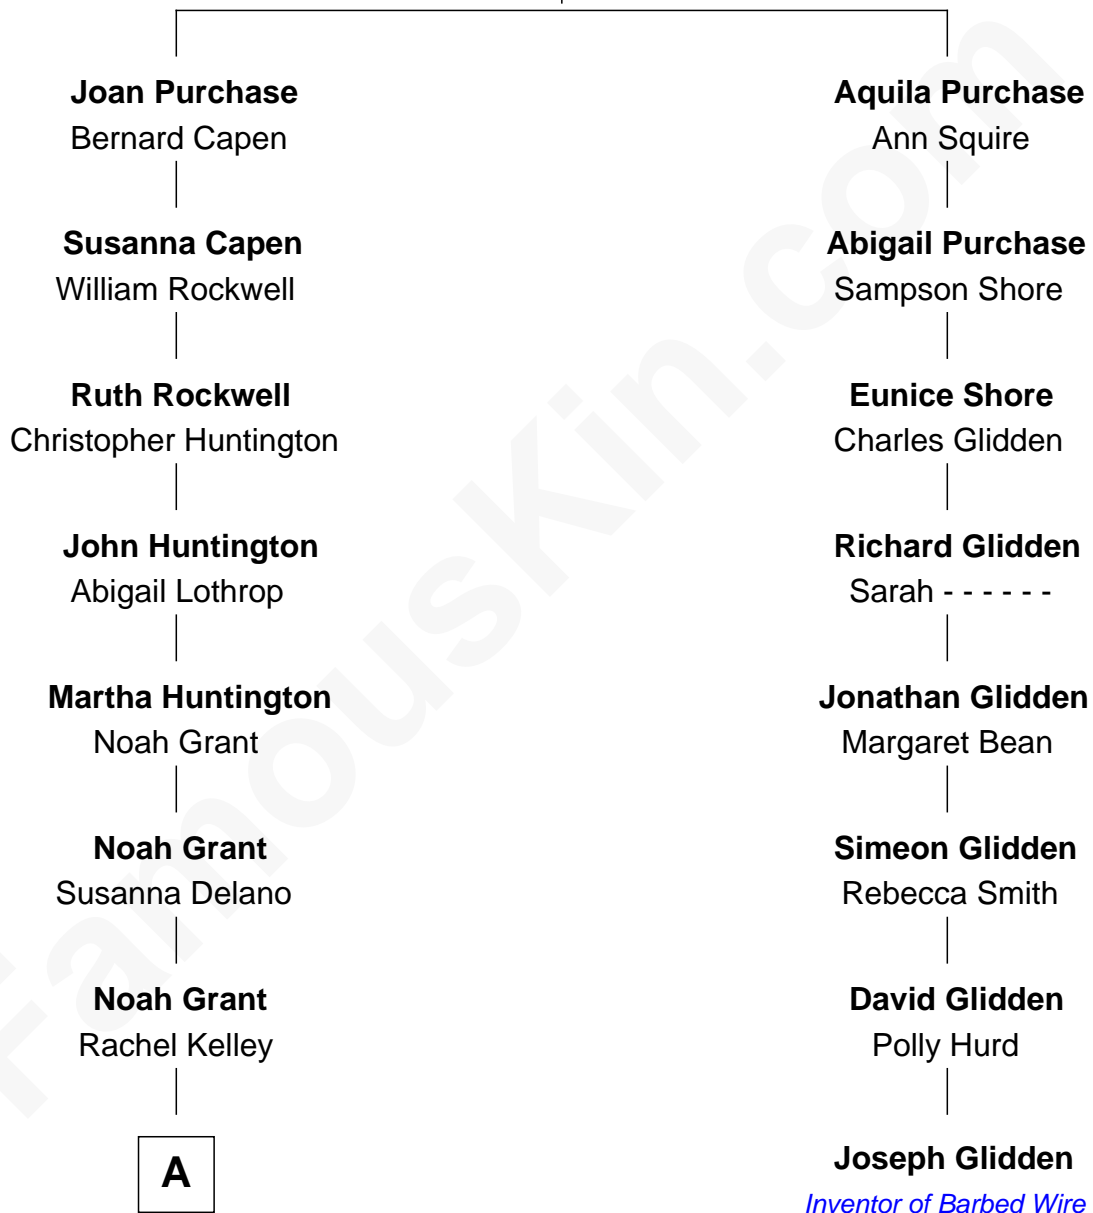 Joan Purchase
Bernard Capen
Susanna Capen
William Rockwell
Ruth Rockwell
Christopher Huntington
John Huntington
Abigail Lothrop
Martha Huntington
Noah Grant
Noah Grant
Susanna Delano
Noah Grant
Rachel Kelley
A
Aquila Purchase
Ann Squire
Abigail Purchase
Sampson Shore
Eunice Shore
Charles Glidden
Richard Glidden
Sarah - - - - - -
Jonathan Glidden
Margaret Bean
Simeon Glidden
Rebecca Smith
David Glidden
Polly Hurd
Joseph Glidden
Inventor of Barbed Wire
FamousKin.com